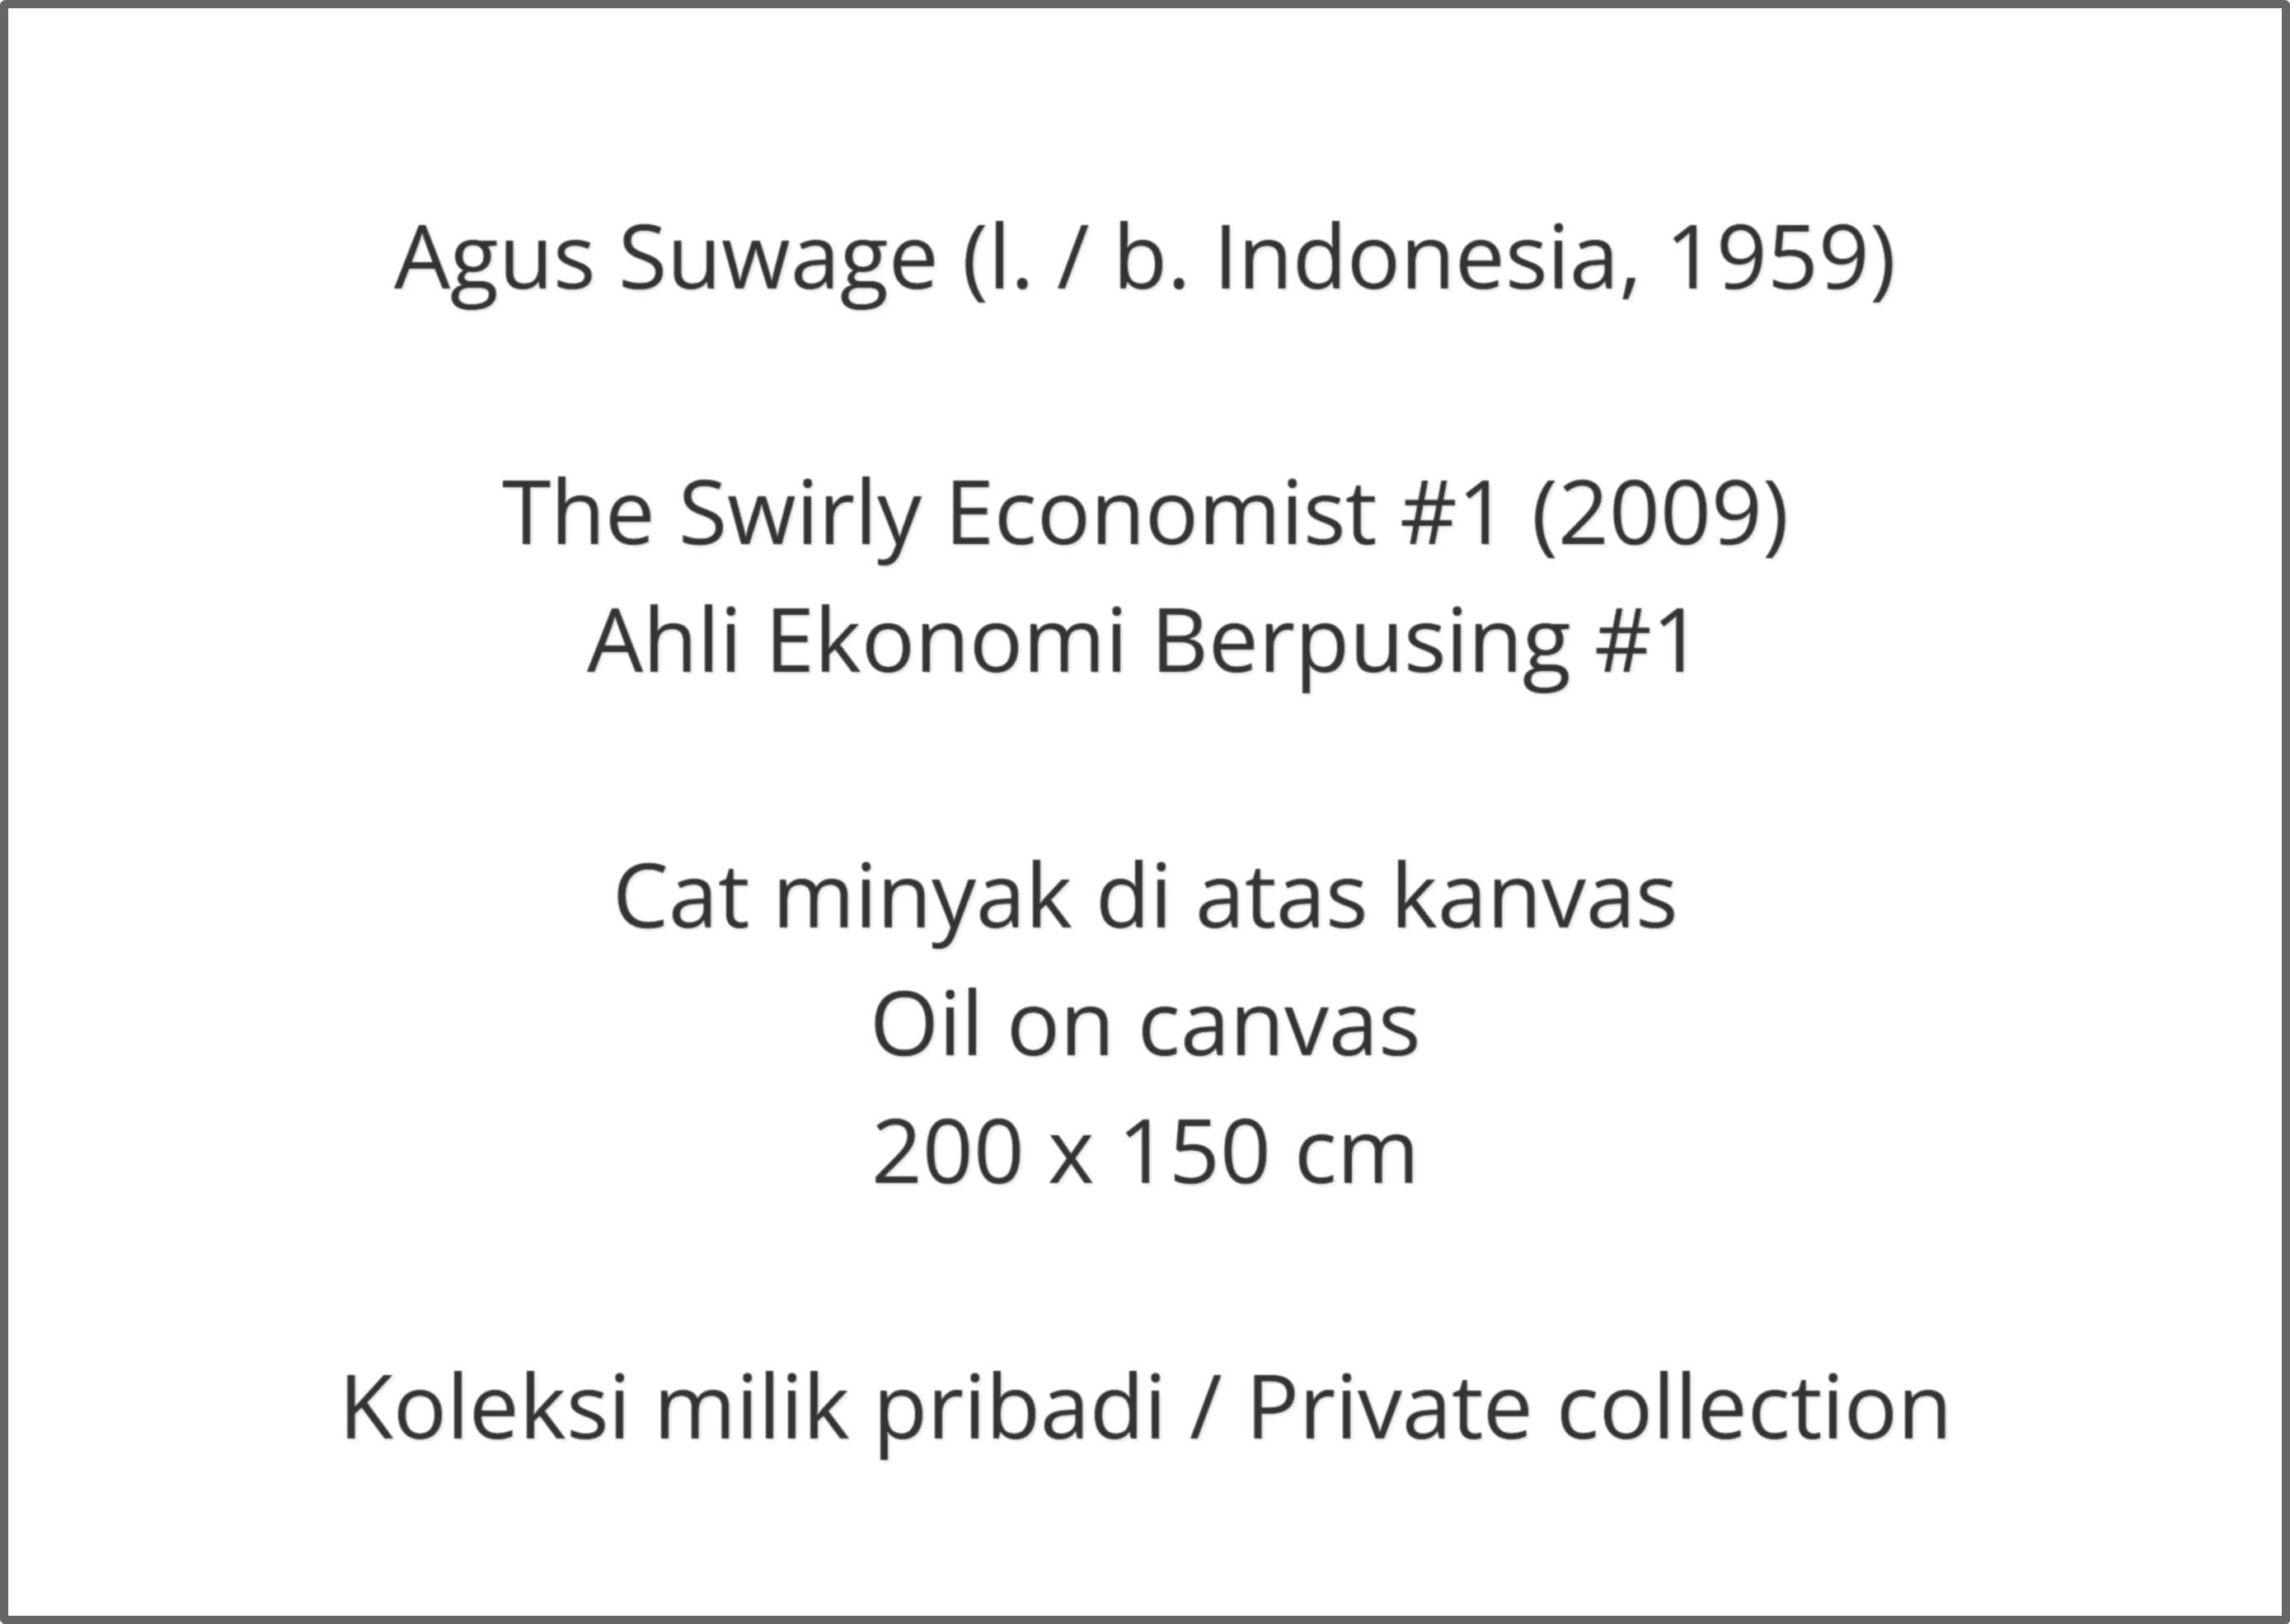 Agus Suwage (l. / b. Indonesia, 1959)
The Swirly Economist #1 (2009)
Ahli Ekonomi Berpusing #1
Cat minyak di atas kanvas
Oil on canvas
200 x 150 cm
Koleksi milik pribadi / Private collection